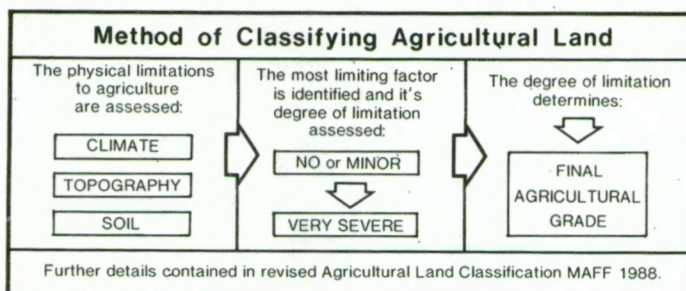 Method of Classifying Agricultural Land
The physical limitations
to agriculture
are assessed:
CLIMATE
TOPOGRAPHY
SOIL
The most limiting factor
is identified and it's
degree of limitation
assessed:
NO or MINOR
VERY SEVERE
The degree of limitation
determines:
FINAL
AGRICULTURAL
GRADE
Further details contained in revised Agricultural Land Classification MAFF 1988.